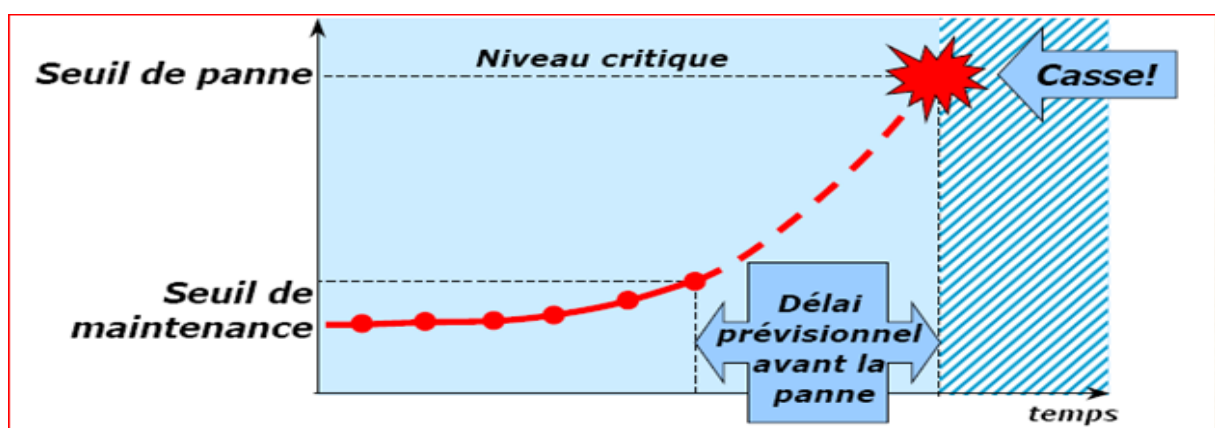 Niveau critique
Seuil de panne
Casse!
Seuil de
maintenance
Délai
prévisionnel
avant la
panne
temps